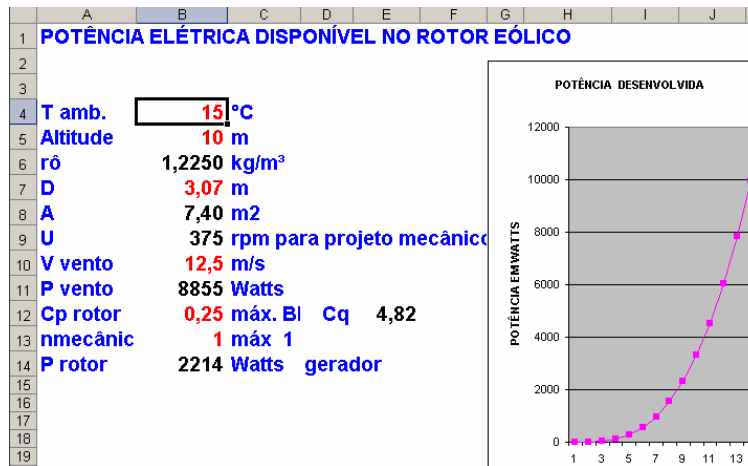 A B C D E F G H I J
1 POTÊNCIA ELÉTRICA DISPONÍVEL NO ROTOR EÓLICO
2
3
4 T amb. 15 °C
5 Altitude 10 m
6 rô 1,2250 kg/m³
7 D 3,07 m
8 A 7,40 m2
9 U 375 rpm para projeto mecânico
10 V vento 12,5 m/s
11 P vento 8855 Watts
12 Cp rotor 0,25 máx. Bl Cq 4,82
13 nmecânic 1 máx 1
14 P rotor 2214 Watts gerador
15
16
17
18
19
POTÊNCIA DESENVOLVIDA
POTÊNCIA EM WATTS
12000
10000
8000
6000
4000
2000
0
1 3 5 7 9 11 13